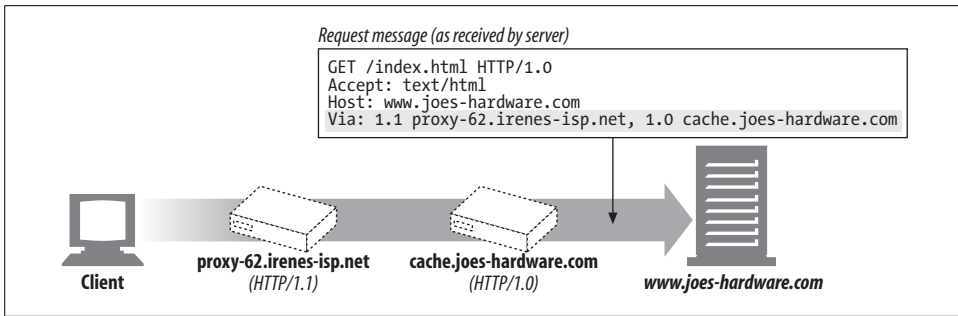 Request message (as received by server)
GET /index.html HTTP/1.0
Accept: text/html
Host: www.joes-hardware.com
Via: 1.1 proxy-62.irenes-isp.net, 1.0 cache.joes-hardware.com
Client
proxy-62.irenes-isp.net
(HTTP/1.1)
cache.joes-hardware.com
(HTTP/1.0)
www.joes-hardware.com